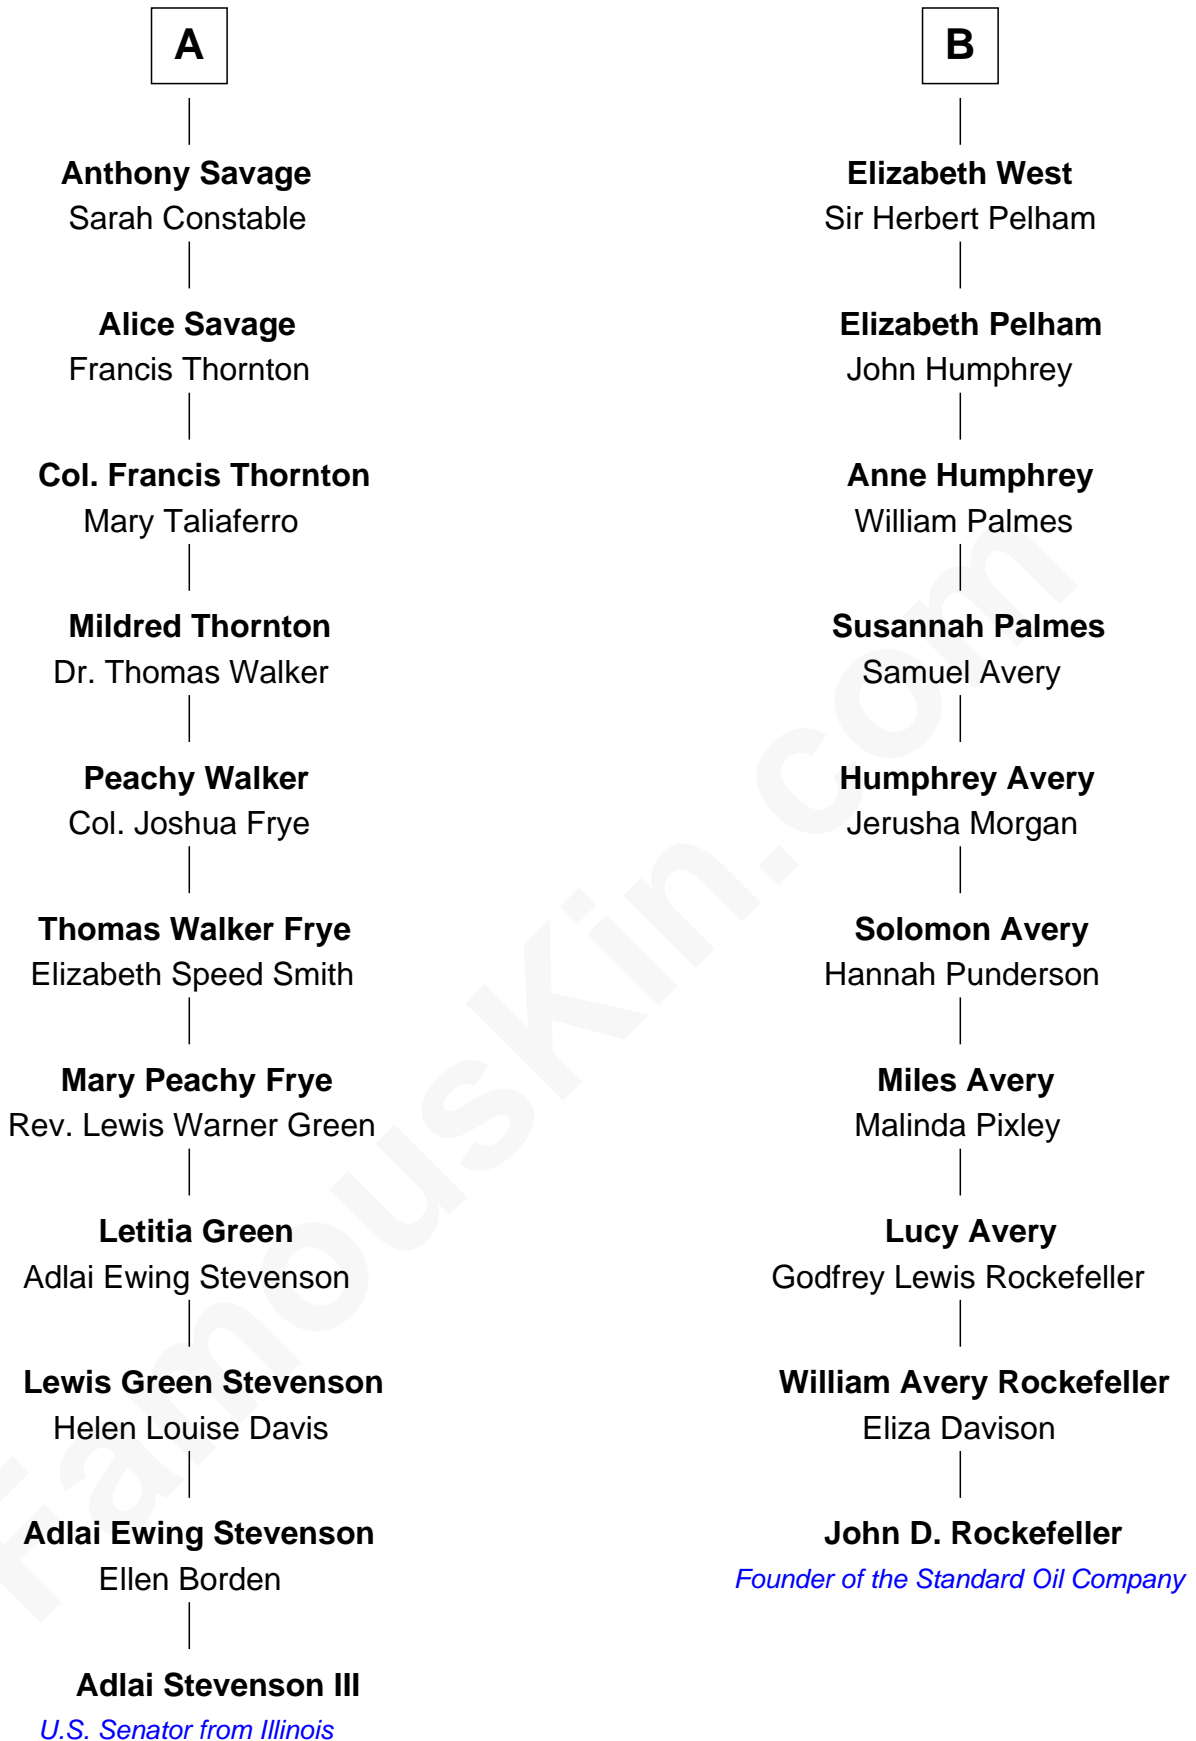 A
Anthony Savage
Sarah Constable
Alice Savage
Francis Thornton
Col. Francis Thornton
Mary Taliaferro
Mildred Thornton
Dr. Thomas Walker
Peachy Walker
Col. Joshua Frye
Thomas Walker Frye
Elizabeth Speed Smith
Mary Peachy Frye
Rev. Lewis Warner Green
Letitia Green
Adlai Ewing Stevenson
Lewis Green Stevenson
Helen Louise Davis
Adlai Ewing Stevenson
Ellen Borden
Adlai Stevenson III
U.S. Senator from Illinois
B
Elizabeth West
Sir Herbert Pelham
Elizabeth Pelham
John Humphrey
Anne Humphrey
William Palmes
Susannah Palmes
Samuel Avery
Humphrey Avery
Jerusha Morgan
Solomon Avery
Hannah Punderson
Miles Avery
Malinda Pixley
Lucy Avery
Godfrey Lewis Rockefeller
William Avery Rockefeller
Eliza Davison
John D. Rockefeller
Founder of the Standard Oil Company
FamousKin.com